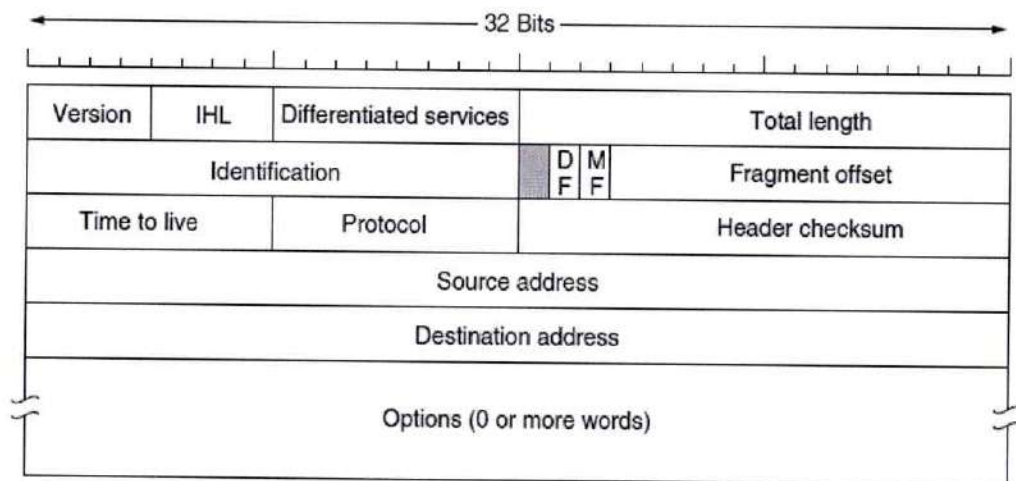 32 Bits
Version IHL Differentiated services Total length
Identification D F M F Fragment offset
Time to live Protocol Header checksum
Source address
Destination address
Options (0 or more words)